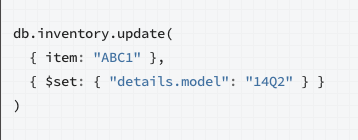 db.inventory.update(
  { item: "ABC1" },
  { $set: { "details.model": "14Q2" } }
)